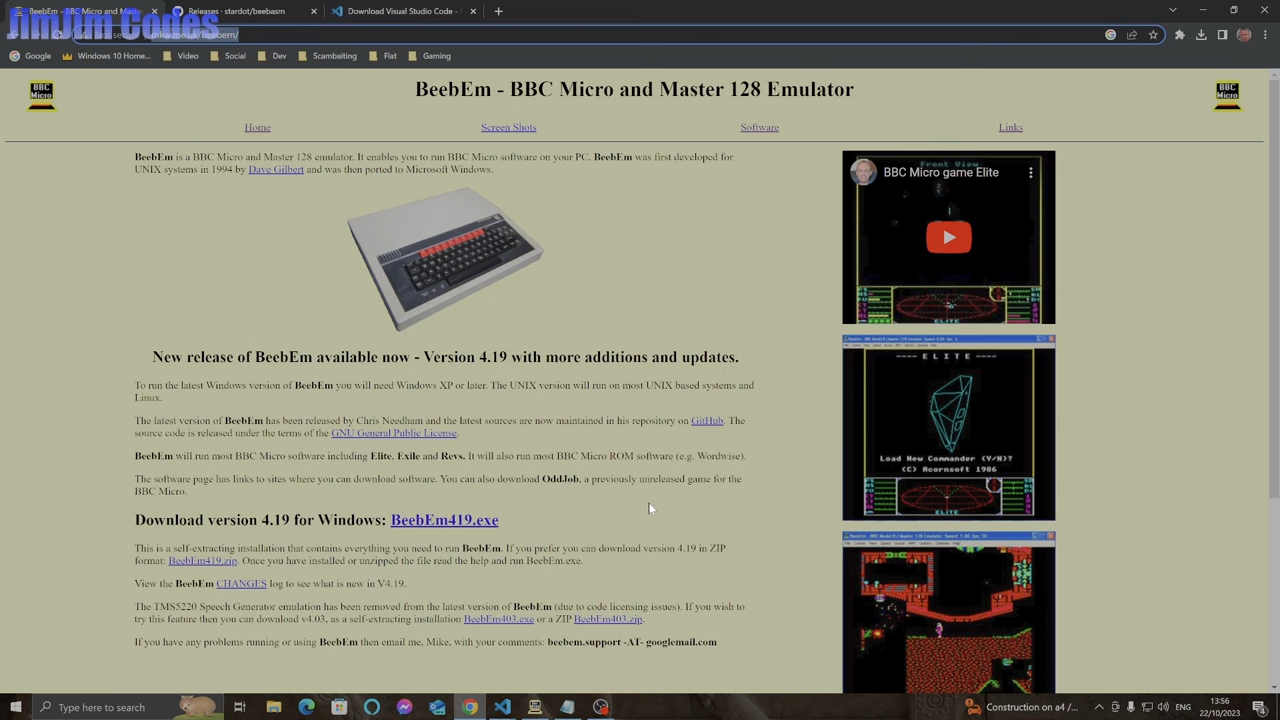 BeebEm - BBC Micro and Ma
Releases · stardot
Visual Studio Code - Docs
JimJim Codes
mkw.me.uk/beebem/
Google
Windows 10 Home...
Video
Social
Dev
Scambaiting
Flat
Gaming
BBC
Micro
BeebEm - BBC Micro and Master 128 Emulator
BBC
Micro
Home
Screen Shots
Software
Links
BeebEm is a BBC Micro and Master 128 emulator. It enables you to run BBC Micro software on your PC. BeebEm was first developed for
UNIX systems in 1994 by Dave Gilbert and was then ported to Microsoft Windows.
New release of BeebEm available now - Version 4.19 with more additions and updates.
To run the latest Windows version of BeebEm you will need Windows XP or later. The UNIX version will run on most UNIX based systems and
Linux.
The latest version of BeebEm has been released by Chris Needham and the latest sources are now maintained in his repository on GitHub. The
source code is released under the terms of the GNU General Public License.
BeebEm will run most BBC Micro software including Elite, Exile and Revs. It will also run most BBC Micro ROM software (e.g. Wordwise).
The software page has links to sites where you can download software. You can also download OddJob, a previously unreleased game for the
BBC Micro.
Download version 4.19 for Windows: BeebEm419.exe
This is a self-extracting installation that contains everything you need to run BeebEm. If you prefer you can download version 4.19 in ZIP
format: BeebEm419.zip. Once you have installed or unzipped the file read the help and run BeebEm.exe.
View the BeebEm CHANGES log to see what is new in V4.19.
The TMS5220 Speech Generator emulation has been removed from the latest version of BeebEm (due to code licensing issues). If you wish to
try this feature then you can download v4.03, as a self-extracting installation BeebEm403.exe or a ZIP BeebEm403.zip.
If you have any problems running or using BeebEm then email me, Mike, with your comments: beebem.support -AT- googlemail.com
Front View
BBC Micro game Elite
ELITE
---- E L I T E ----
Load New Commander (Y/N)?
(C) Acornsoft 1986
ELITE
Type here to search
Construction on a4 / ...
13:56
22/10/2023